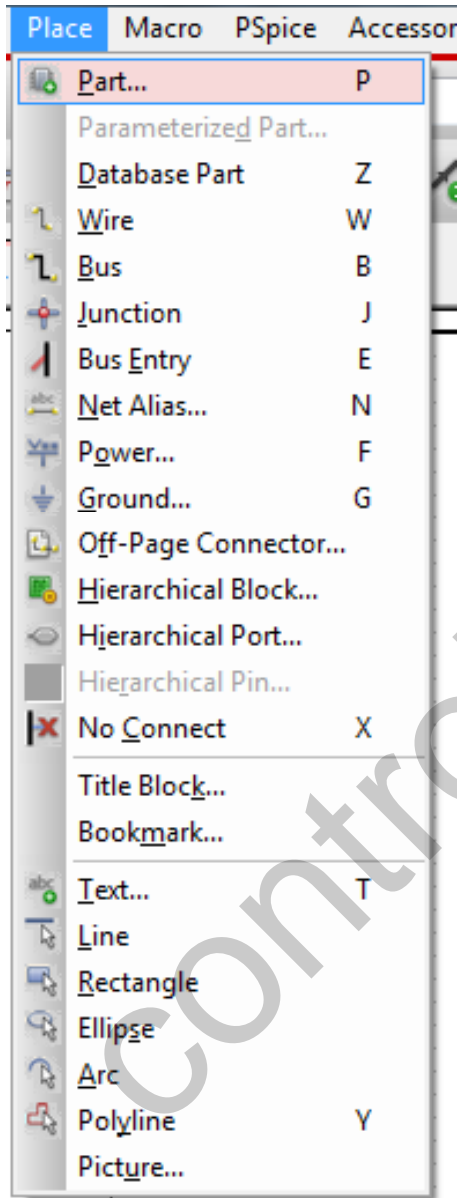 Place Macro PSpice Accessor
Part... P
Parameterized Part...
Database Part Z
Wire W
Bus B
Junction J
Bus Entry E
Net Alias... N
Power... F
Ground... G
Off-Page Connector...
Hierarchical Block...
Hierarchical Port...
Hierarchical Pin...
No Connect X
Title Block...
Bookmark...
Text... T
Line
Rectangle
Ellipse
Arc
Polyline Y
Picture...
contro